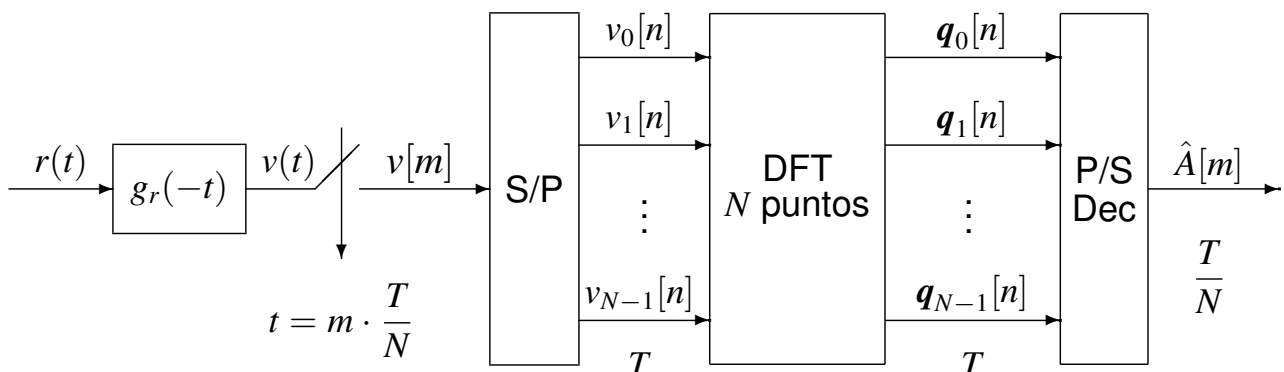 r(t)
g_r(−t)
v(t)
t = m · T/N
v[m]
S/P
v_0[n]
v_1[n]
⋮
v_{N−1}[n]
T
DFT
N puntos
q_0[n]
q_1[n]
⋮
q_{N−1}[n]
T
P/S
Dec
Â[m]
T/N